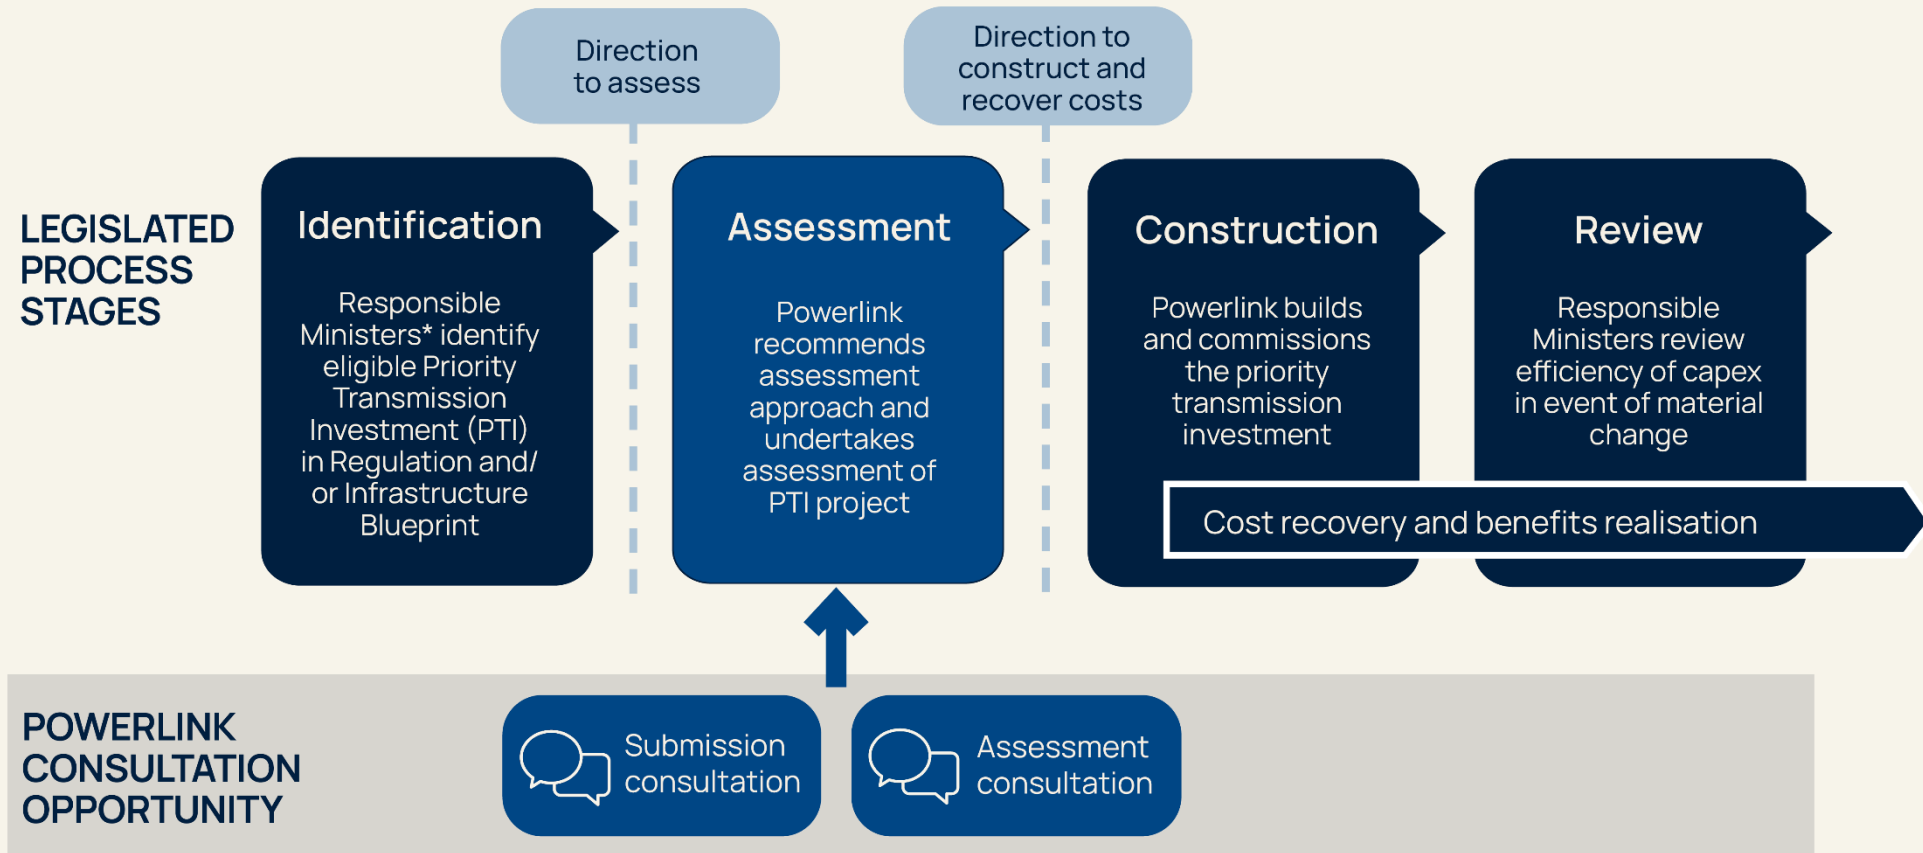 Direction
to assess
Direction to
construct and
recover costs
LEGISLATED
PROCESS
STAGES
Identification
Responsible
Ministers* identify
eligible Priority
Transmission
Investment (PTI)
in Regulation and/
or Infrastructure
Blueprint
Assessment
Powerlink
recommends
assessment
approach and
undertakes
assessment of
PTI project
Construction
Powerlink builds
and commissions
the priority
transmission
investment
Review
Responsible
Ministers review
efficiency of capex
in event of material
change
Cost recovery and benefits realisation
POWERLINK
CONSULTATION
OPPORTUNITY
Submission
consultation
Assessment
consultation